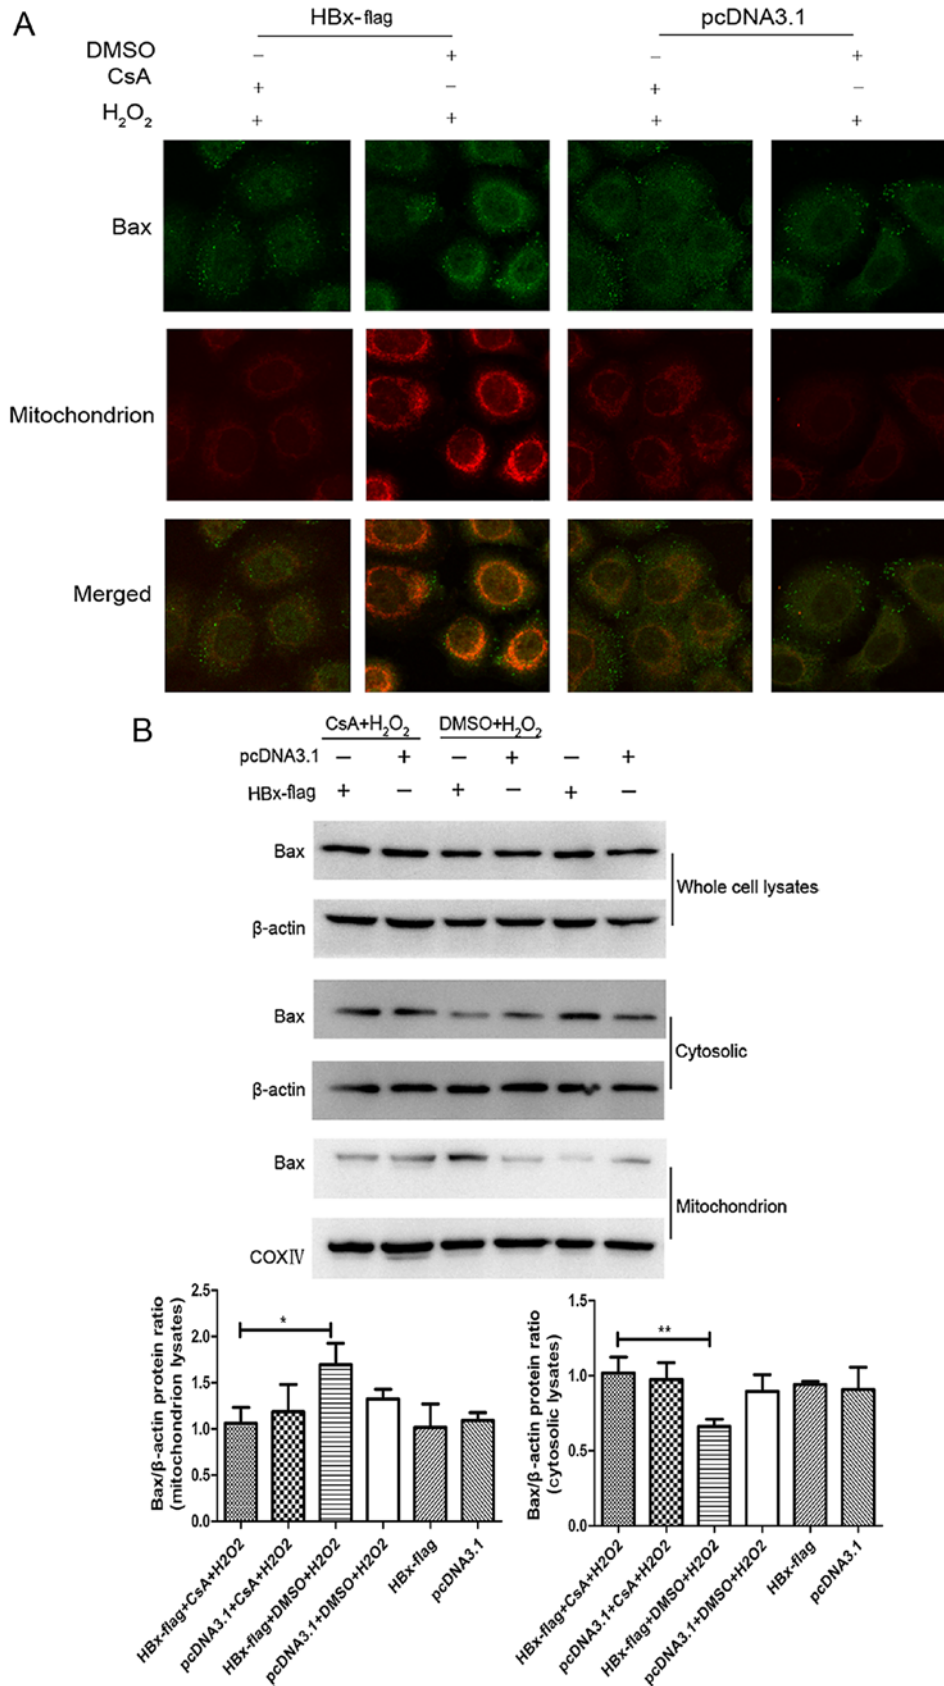 A
HBx-flag
pcDNA3.1
DMSO
− + − +
CsA
+ − + −
H₂O₂
+ + + +
Bax
Mitochondrion
Merged
B
CsA+H₂O₂
DMSO+H₂O₂
pcDNA3.1
− + − + − +
HBx-flag
+ − + − + −
Bax
Whole cell lysates
β-actin
Bax
Cytosolic
β-actin
Bax
Mitochondrion
COXⅣ
Bax/β-actin protein ratio
(mitochondrion lysates)
2.5
2.0
1.5
1.0
0.5
0.0
*
HBx-flag+CsA+H2O2
pcDNA3.1+CsA+H2O2
HBx-flag+DMSO+H2O2
pcDNA3.1+DMSO+H2O2
HBx-flag
pcDNA3.1
Bax/β-actin protein ratio
(cytosolic lysates)
1.5
1.0
0.5
0.0
**
HBx-flag+CsA+H2O2
pcDNA3.1+CsA+H2O2
HBx-flag+DMSO+H2O2
pcDNA3.1+DMSO+H2O2
HBx-flag
pcDNA3.1